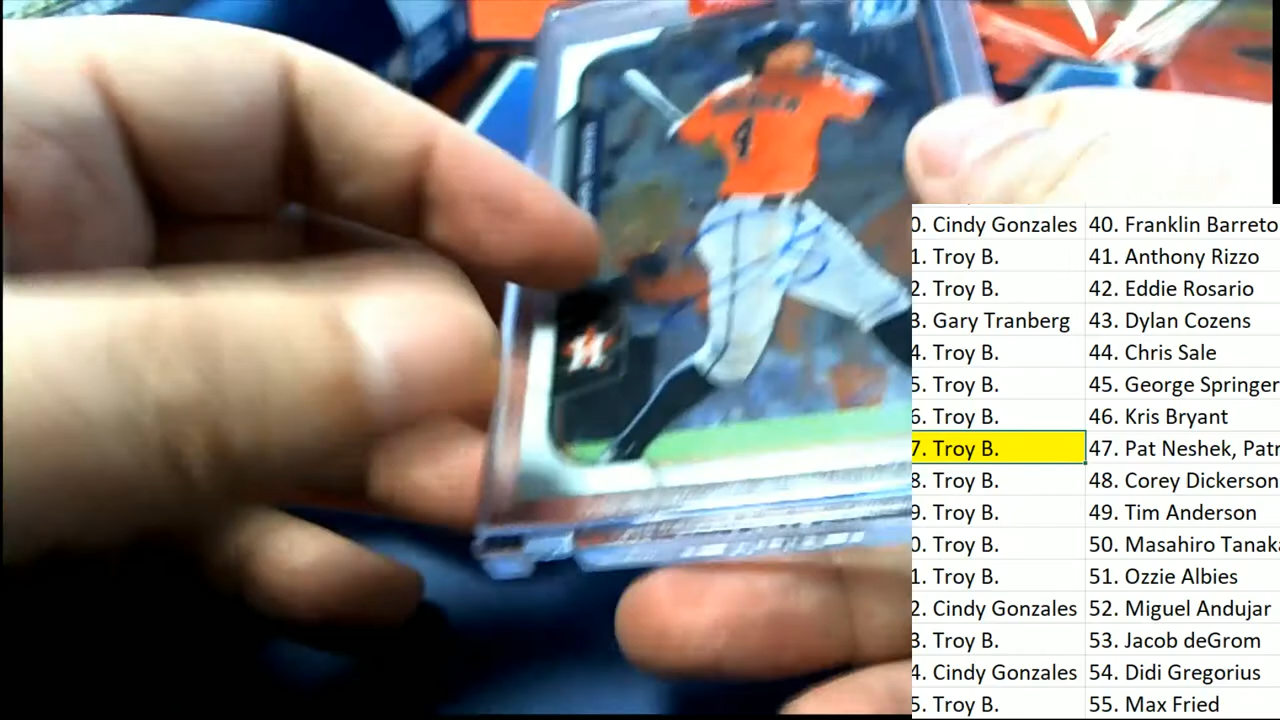 SPRINGER
4
H
0. Cindy Gonzales 40. Franklin Barreto
1. Troy B. 41. Anthony Rizzo
2. Troy B. 42. Eddie Rosario
3. Gary Tranberg 43. Dylan Cozens
4. Troy B. 44. Chris Sale
5. Troy B. 45. George Springer
6. Troy B. 46. Kris Bryant
7. Troy B. 47. Pat Neshek, Patr
8. Troy B. 48. Corey Dickerson
9. Troy B. 49. Tim Anderson
0. Troy B. 50. Masahiro Tanak
1. Troy B. 51. Ozzie Albies
2. Cindy Gonzales 52. Miguel Andujar
3. Troy B. 53. Jacob deGrom
4. Cindy Gonzales 54. Didi Gregorius
5. Troy B. 55. Max Fried